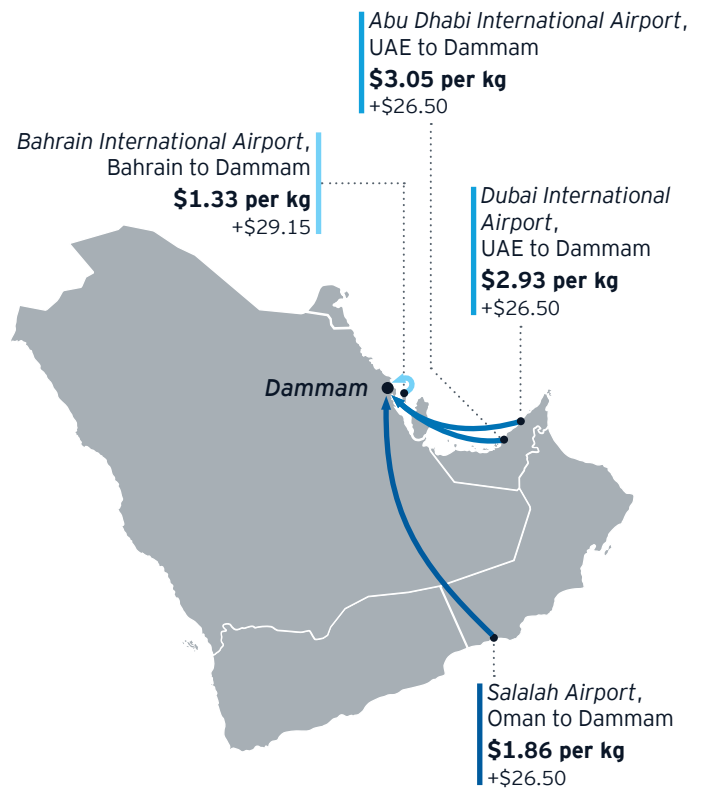 Abu Dhabi International Airport,
UAE to Dammam
$3.05 per kg
+$26.50
Bahrain International Airport,
Bahrain to Dammam
$1.33 per kg
+$29.15
Dubai International
Airport,
UAE to Dammam
$2.93 per kg
+$26.50
Dammam
Salalah Airport,
Oman to Dammam
$1.86 per kg
+$26.50